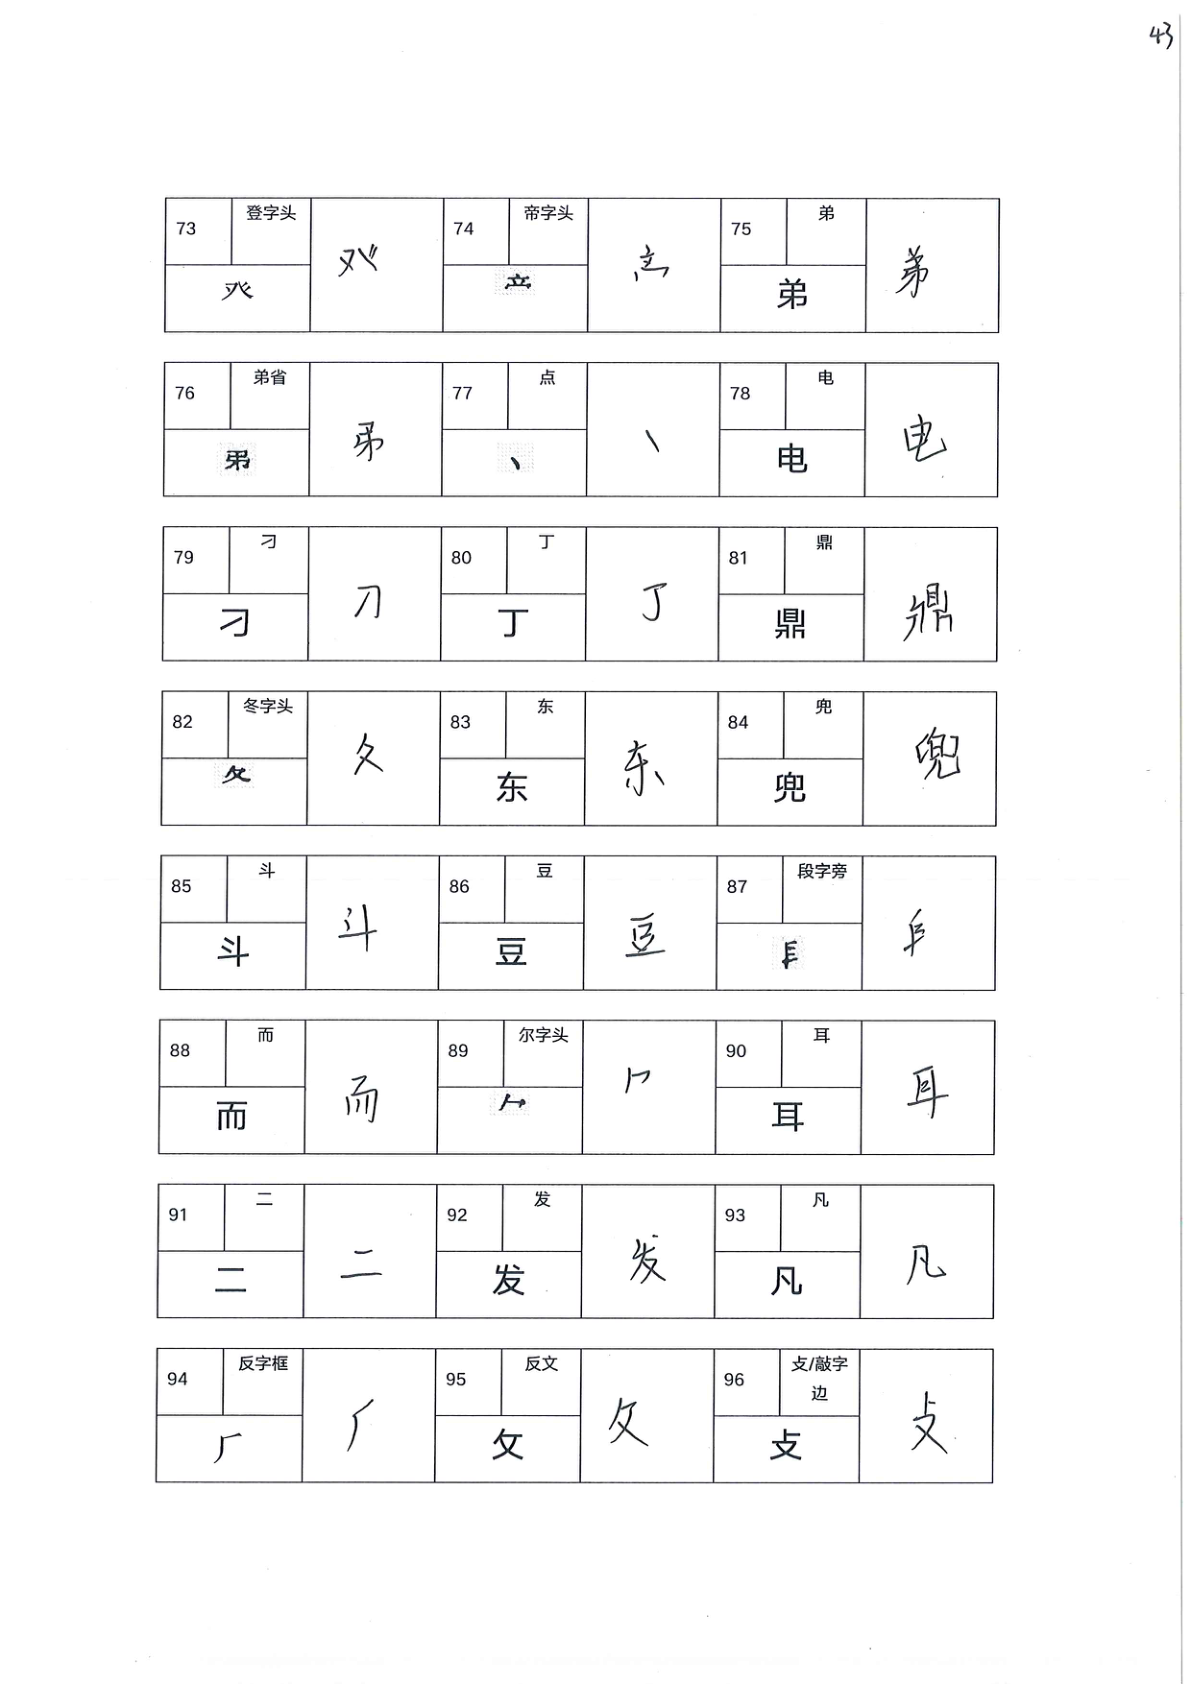 43
73 登字头 癶 癶 74 帝字头 75 弟 弟 弟
76 弟省 77 点 丶 丶 78 电 电 电
79 刁 刁 刁 80 丁 丁 丁 81 鼎 鼎 鼎
82 冬字头 夂 夂 83 东 东 东 84 兜 兜 兜
85 斗 斗 斗 86 豆 豆 豆 87 段字旁
88 而 而 而 89 尔字头 𠂉 𠂉 90 耳 耳 耳
91 二 二 二 92 发 发 发 93 凡 凡 凡
94 反字框 𠂆 𠂆 95 反文 攵 攵 96 攴/敲字
边 攴 攴